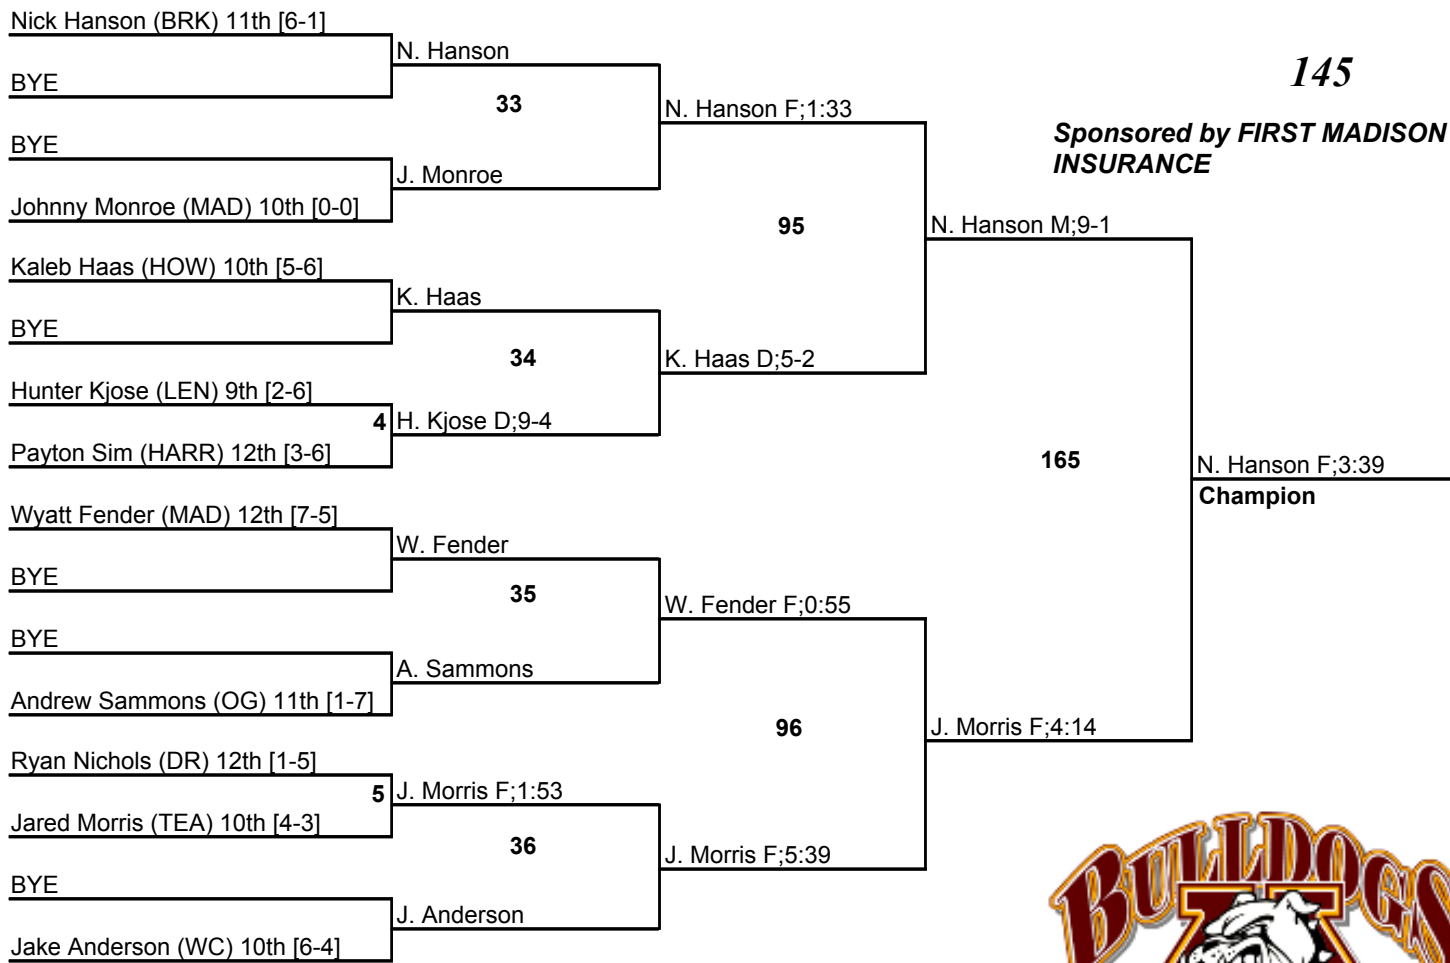 Nick Hanson (BRK) 11th [6-1]
BYE
BYE
Johnny Monroe (MAD) 10th [0-0]
Kaleb Haas (HOW) 10th [5-6]
BYE
Hunter Kjose (LEN) 9th [2-6]
Payton Sim (HARR) 12th [3-6]
Wyatt Fender (MAD) 12th [7-5]
BYE
BYE
Andrew Sammons (OG) 11th [1-7]
Ryan Nichols (DR) 12th [1-5]
Jared Morris (TEA) 10th [4-3]
BYE
Jake Anderson (WC) 10th [6-4]
N. Hanson
33
J. Monroe
K. Haas
34
4 H. Kjose D;9-4
W. Fender
35
A. Sammons
5 J. Morris F;1:53
36
J. Anderson
N. Hanson F;1:33
95
K. Haas D;5-2
W. Fender F;0:55
96
J. Morris F;5:39
N. Hanson M;9-1
165
J. Morris F;4:14
N. Hanson F;3:39
Champion
145
Sponsored by FIRST MADISON
INSURANCE
BULLDOGS